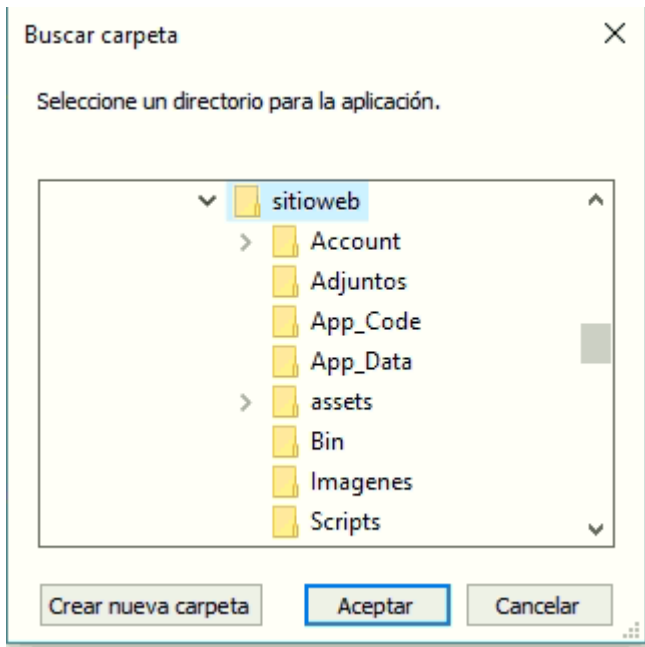 Buscar carpeta
Seleccione un directorio para la aplicación.
sitioweb
Account
Adjuntos
App_Code
App_Data
assets
Bin
Imagenes
Scripts
Crear nueva carpeta Aceptar Cancelar